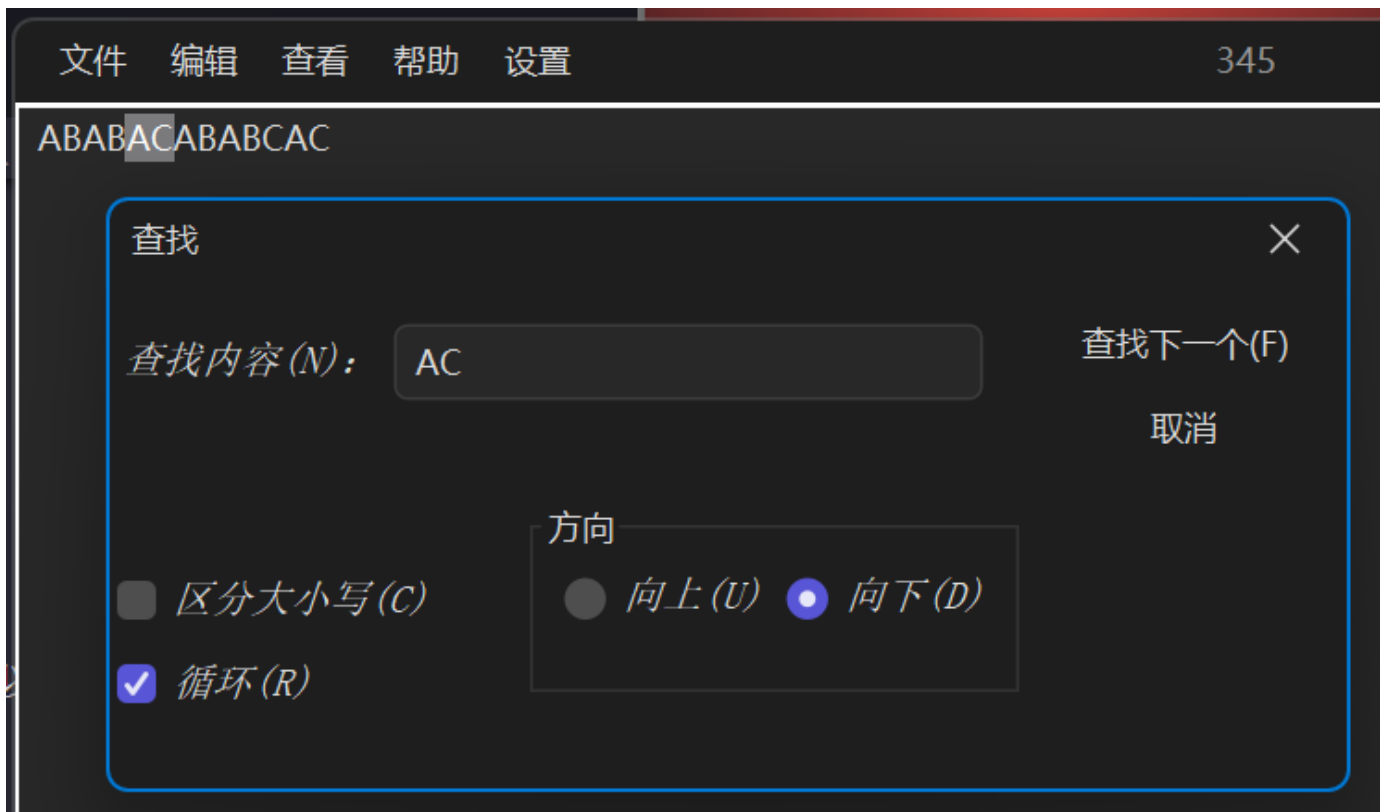 文件 编辑 查看 帮助 设置 345
ABABACABABCAC
查找
查找内容(N)： AC 查找下一个(F)
取消
方向
区分大小写(C) 向上(U) 向下(D)
循环(R)